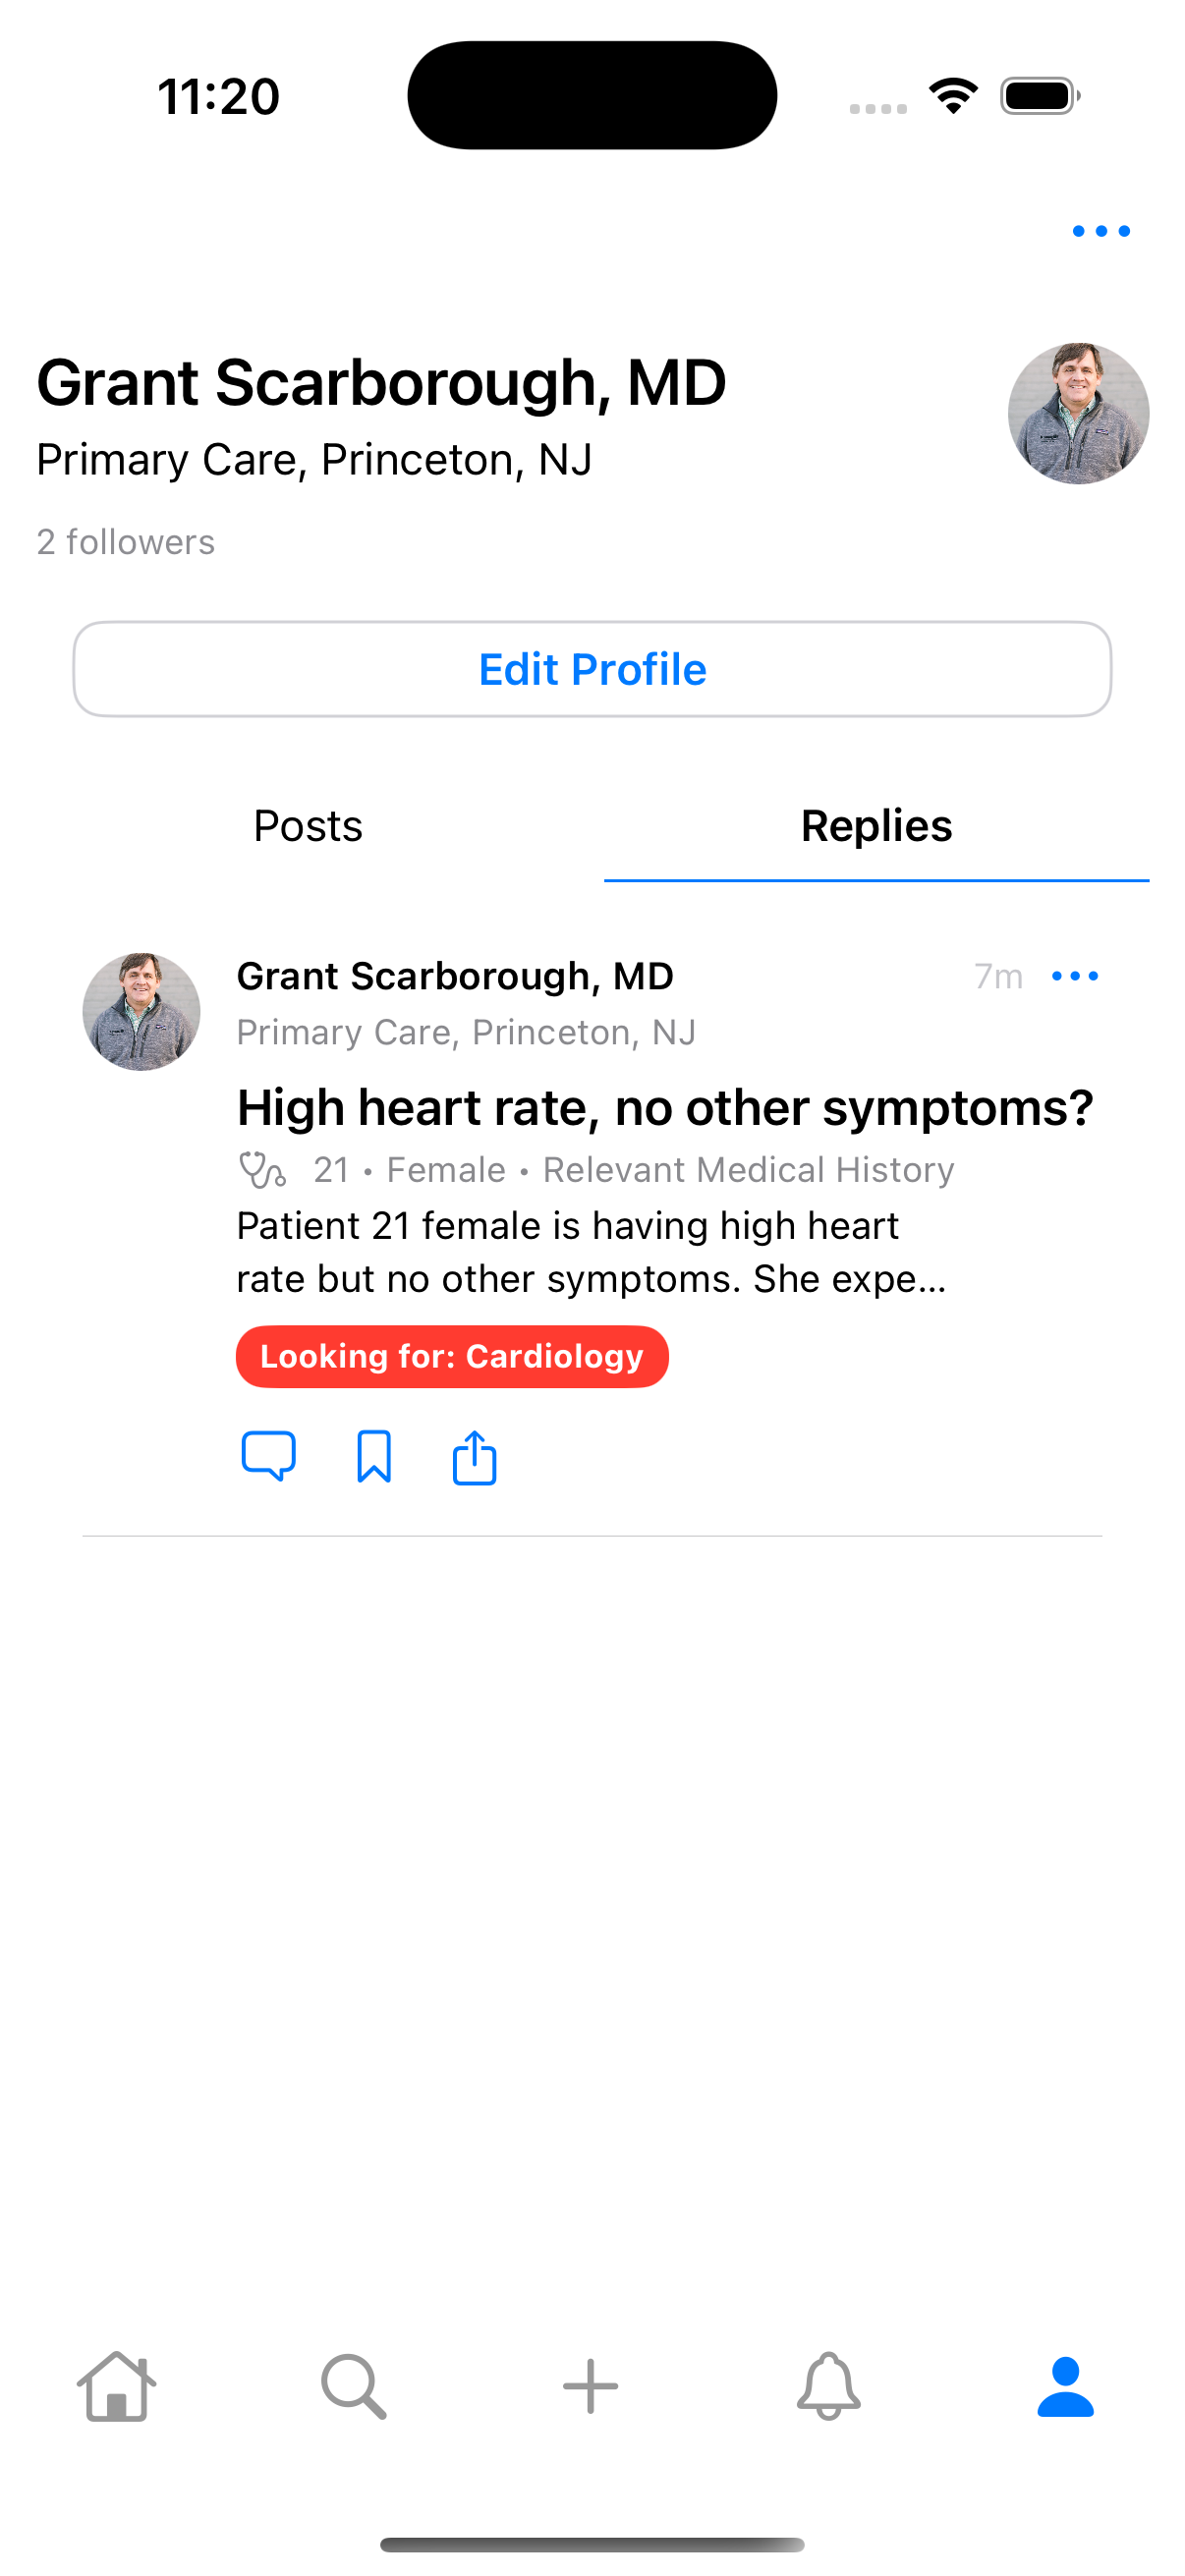 11:20
Grant Scarborough, MD
Primary Care, Princeton, NJ
2 followers
Edit Profile
Posts
Replies
Grant Scarborough, MD
7m
Primary Care, Princeton, NJ
High heart rate, no other symptoms?
21 • Female • Relevant Medical History
Patient 21 female is having high heart
rate but no other symptoms. She expe...
Looking for: Cardiology